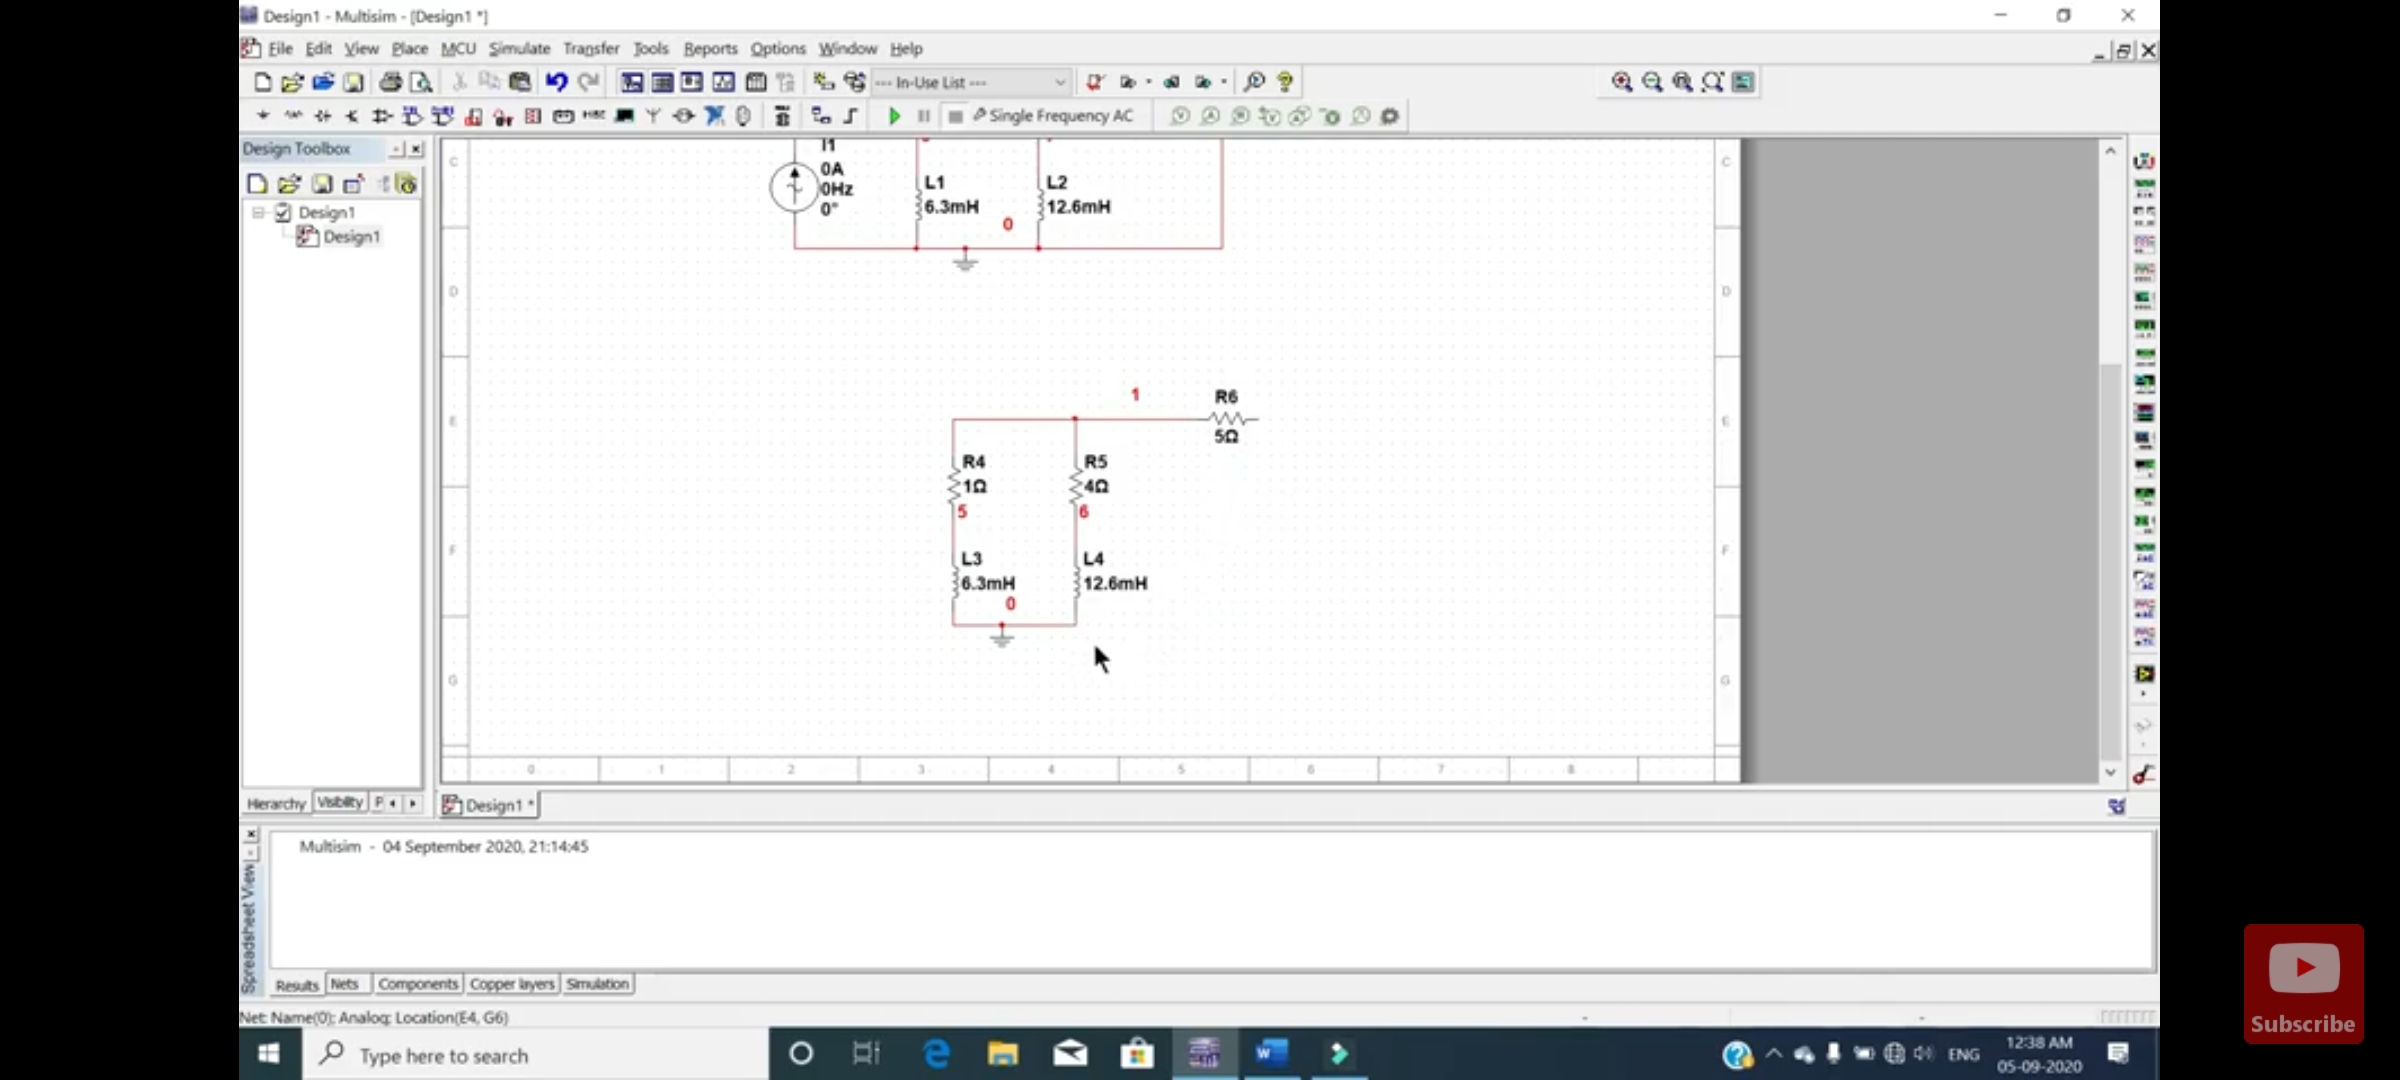 Design1 - Multisim - [Design1 *]
File Edit View Place MCU Simulate Transfer Tools Reports Options Window Help
--- In-Use List ---
Single Frequency AC
Design Toolbox
Design1
Design1
C
C
I1
0A
0Hz
0°
L1
6.3mH
L2
12.6mH
0
D
D
1
R6
5Ω
E
E
R4
1Ω
5
R5
4Ω
6
F
F
L3
6.3mH
L4
12.6mH
0
G
G
0 1 2 3 4 5 6 7 8
Hierarchy Visibility P
Design1 *
Multisim - 04 September 2020, 21:14:45
Spreadsheet View
Results Nets Components Copper layers Simulation
Net: Name(0); Analog; Location(E4, G6)
Type here to search
ENG
12:38 AM
05-09-2020
Subscribe